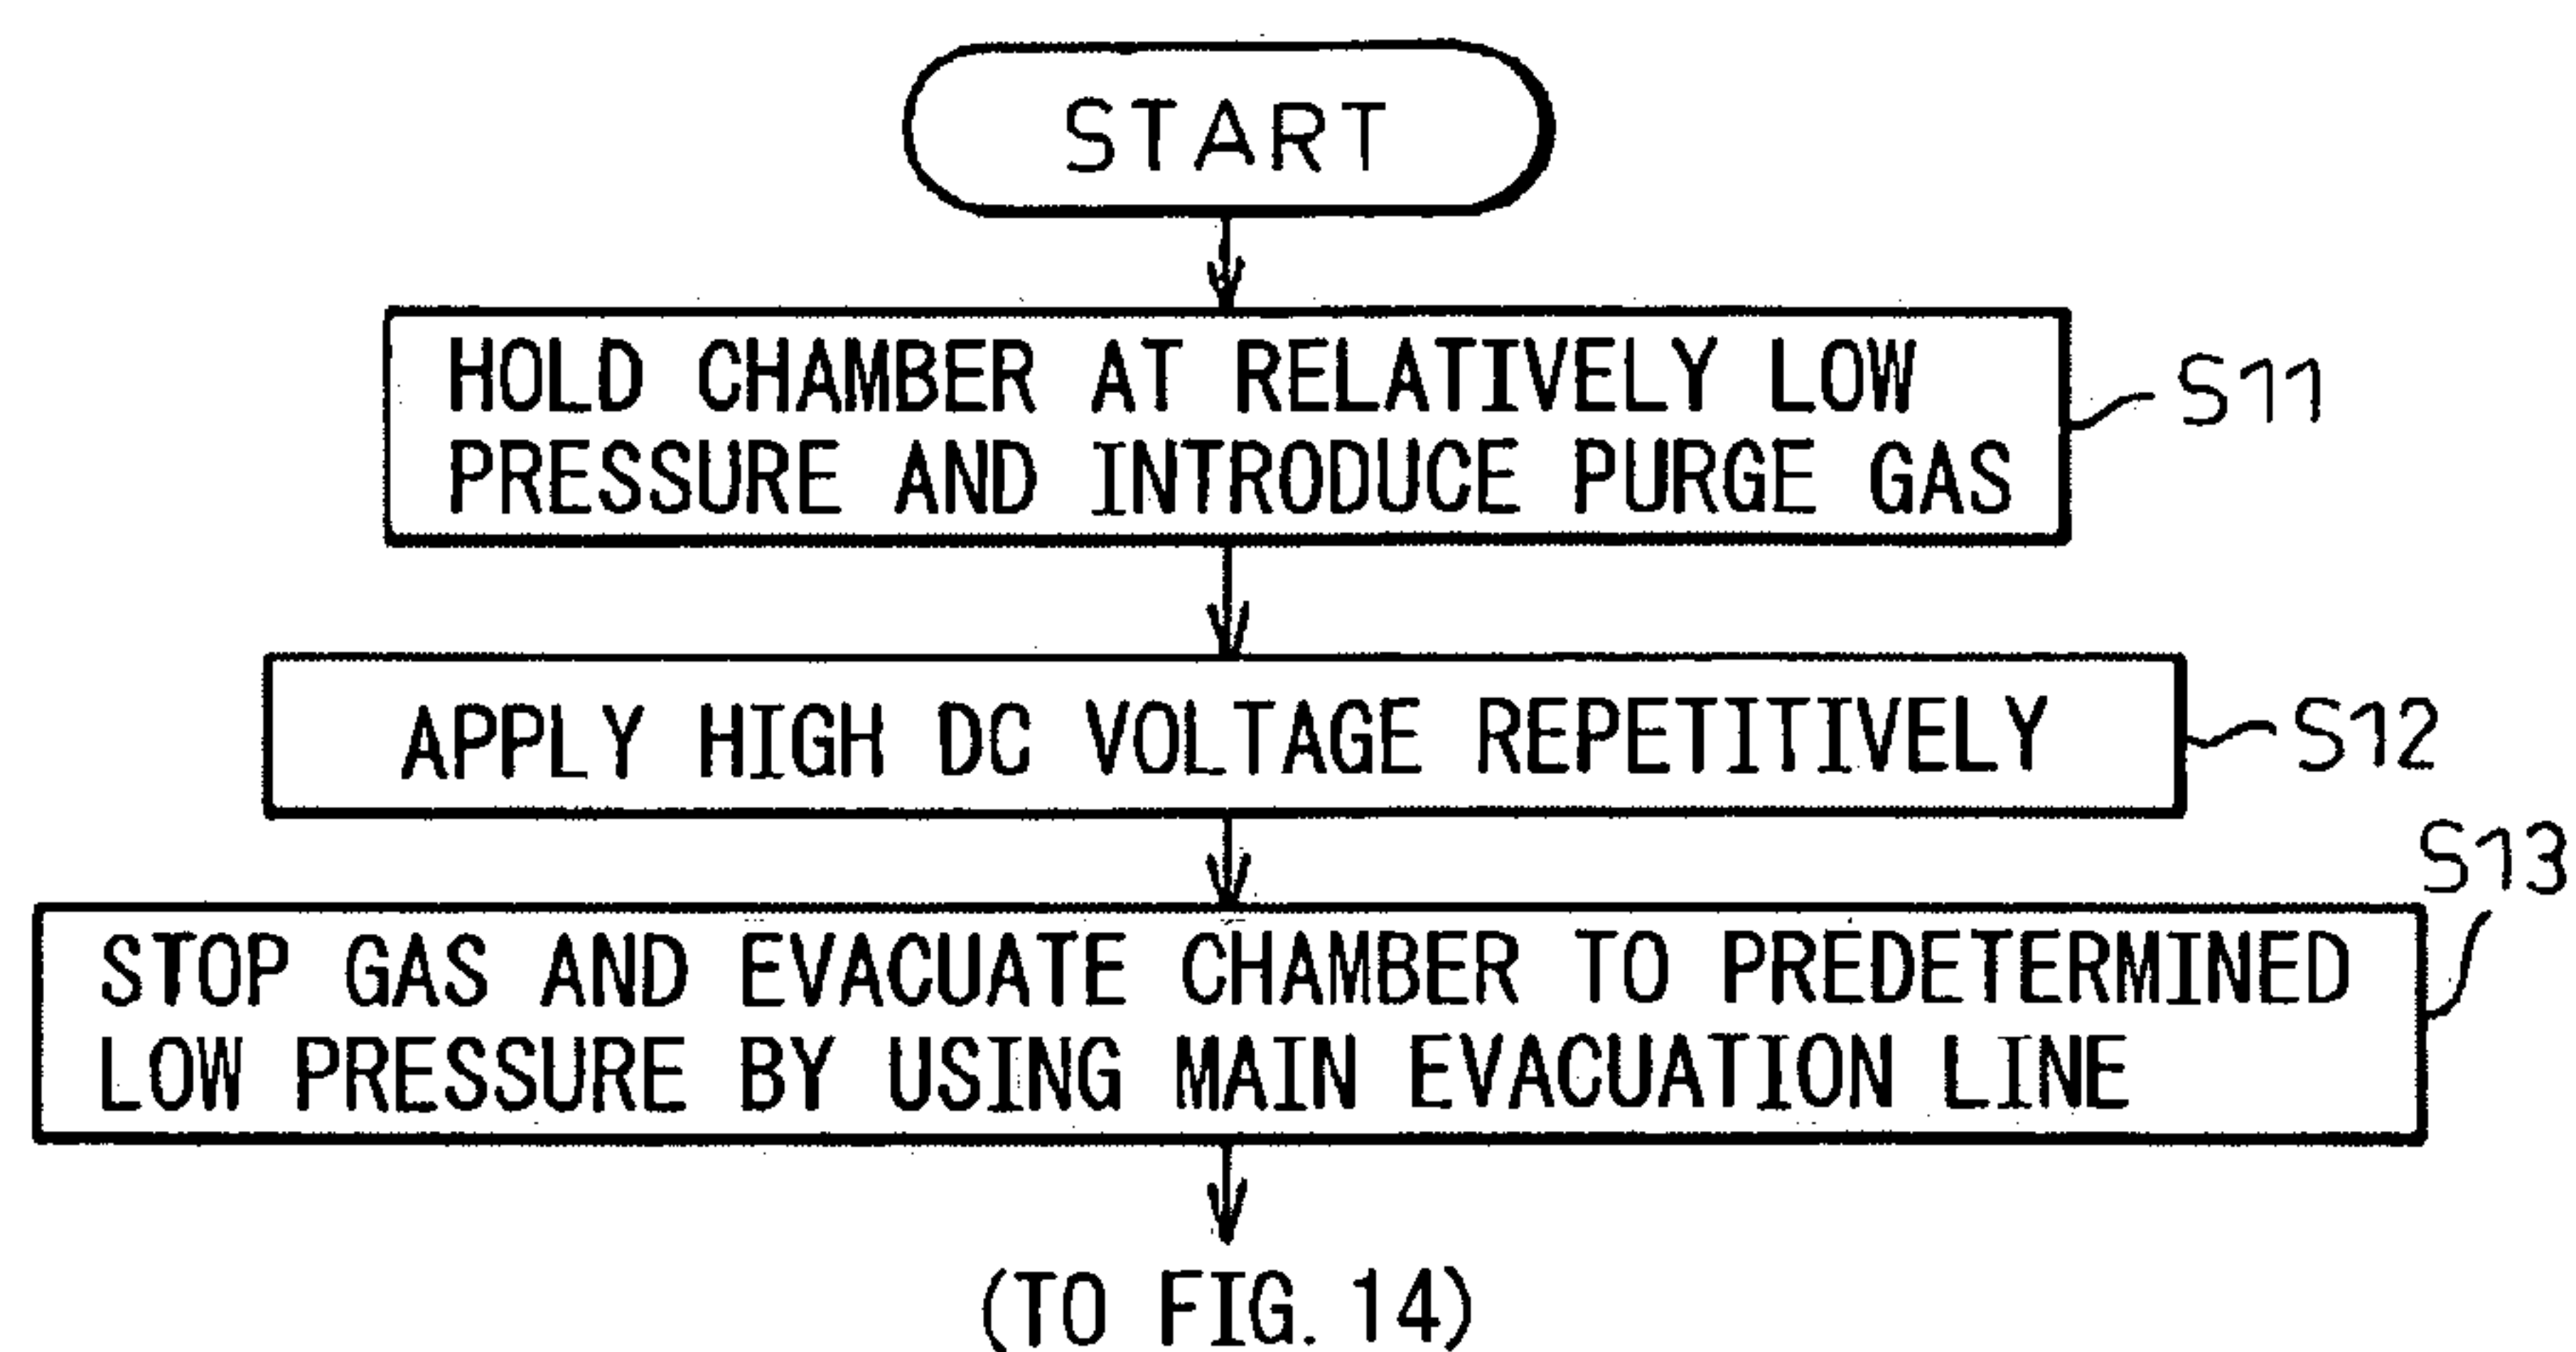 START
HOLD CHAMBER AT RELATIVELY LOW
PRESSURE AND INTRODUCE PURGE GAS
S11
APPLY HIGH DC VOLTAGE REPETITIVELY
S12
S13
STOP GAS AND EVACUATE CHAMBER TO PREDETERMINED
LOW PRESSURE BY USING MAIN EVACUATION LINE
(TO FIG. 14)